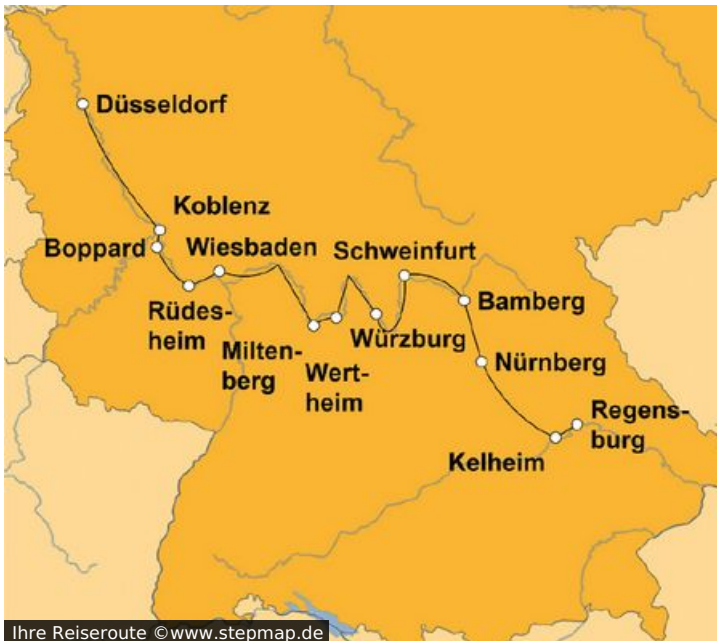 Düsseldorf
Koblenz
Boppard
Wiesbaden
Schweinfurt
Rüdes-
heim
Bamberg
Milten-
berg
Wert-
heim
Würzburg
Nürnberg
Regens-
burg
Kelheim
Ihre Reiseroute ©www.stepmap.de